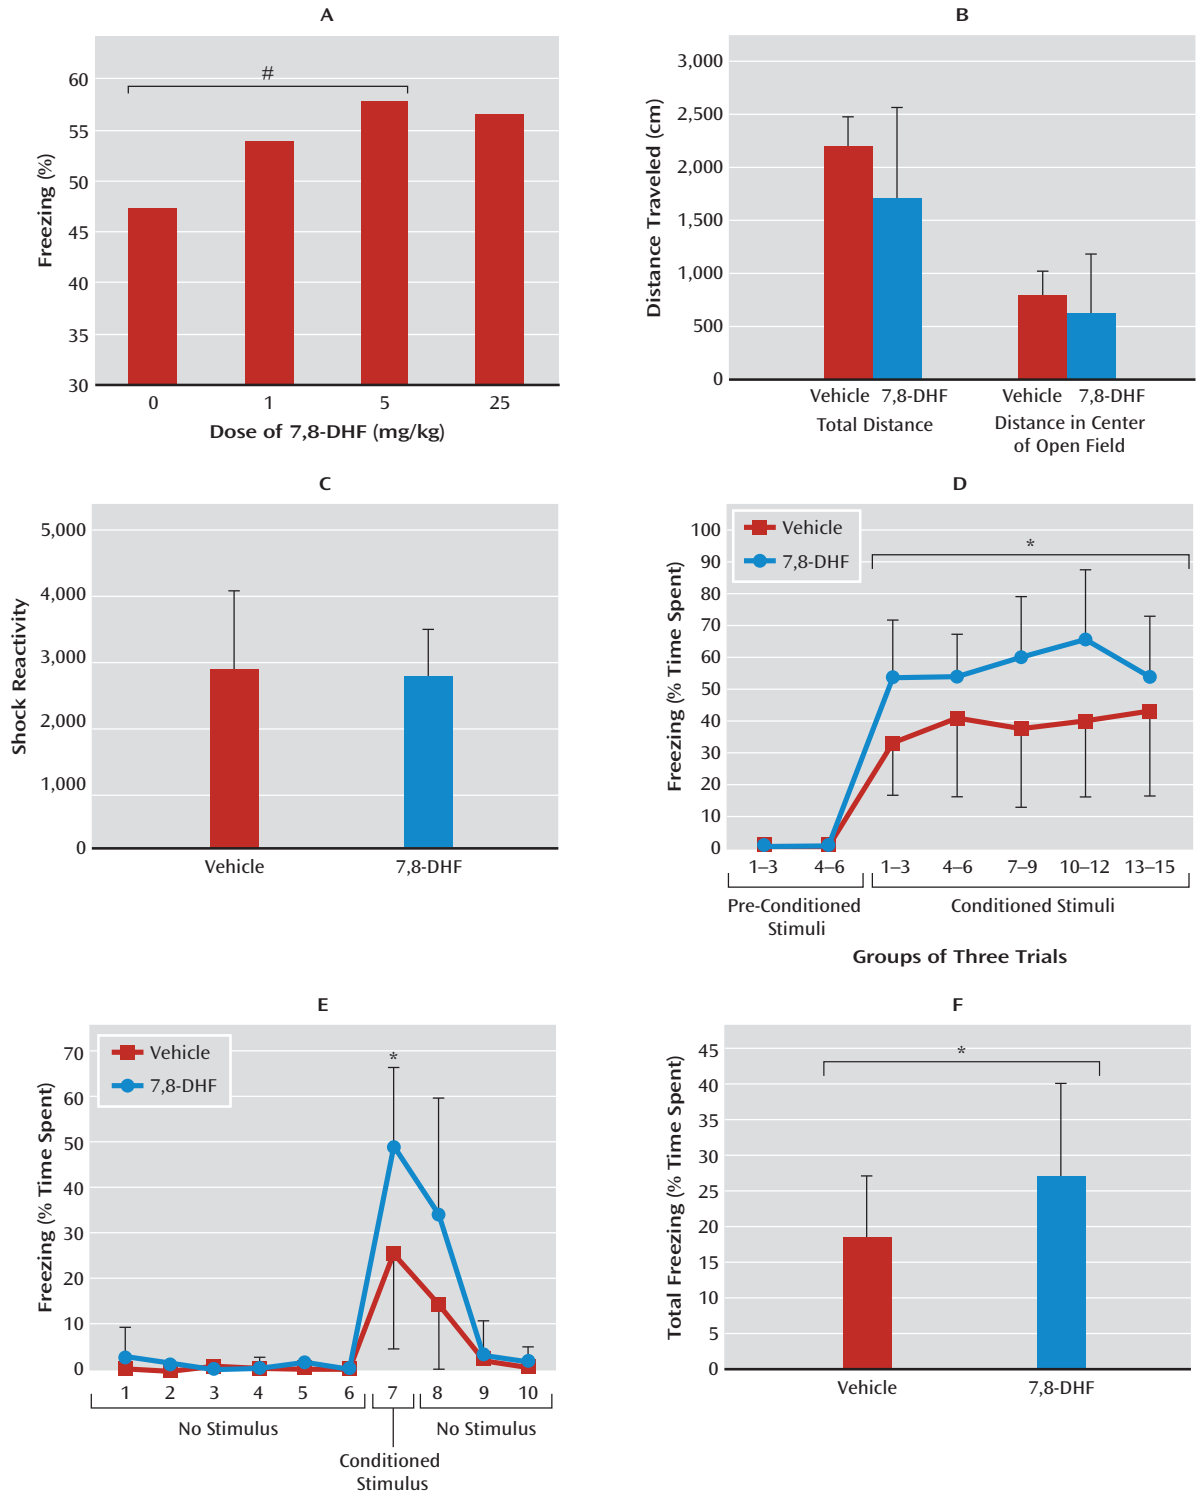 A
#
Freezing (%)
60
55
50
45
40
35
30
0 1 5 25
Dose of 7,8-DHF (mg/kg)
B
Distance Traveled (cm)
3,000
2,500
2,000
1,500
1,000
500
0
Vehicle 7,8-DHF Vehicle 7,8-DHF
Total Distance
Distance in Center
of Open Field
C
Shock Reactivity
5,000
4,000
3,000
2,000
1,000
0
Vehicle 7,8-DHF
D
Vehicle
7,8-DHF
*
Freezing (% Time Spent)
100
90
80
70
60
50
40
30
20
10
0
1–3 4–6 1–3 4–6 7–9 10–12 13–15
Pre-Conditioned
Stimuli
Conditioned Stimuli
Groups of Three Trials
E
Vehicle
7,8-DHF
*
Freezing (% Time Spent)
70
60
50
40
30
20
10
0
1 2 3 4 5 6 7 8 9 10
No Stimulus No Stimulus
Conditioned
Stimulus
F
*
Total Freezing (% Time Spent)
45
40
35
30
25
20
15
10
5
0
Vehicle 7,8-DHF